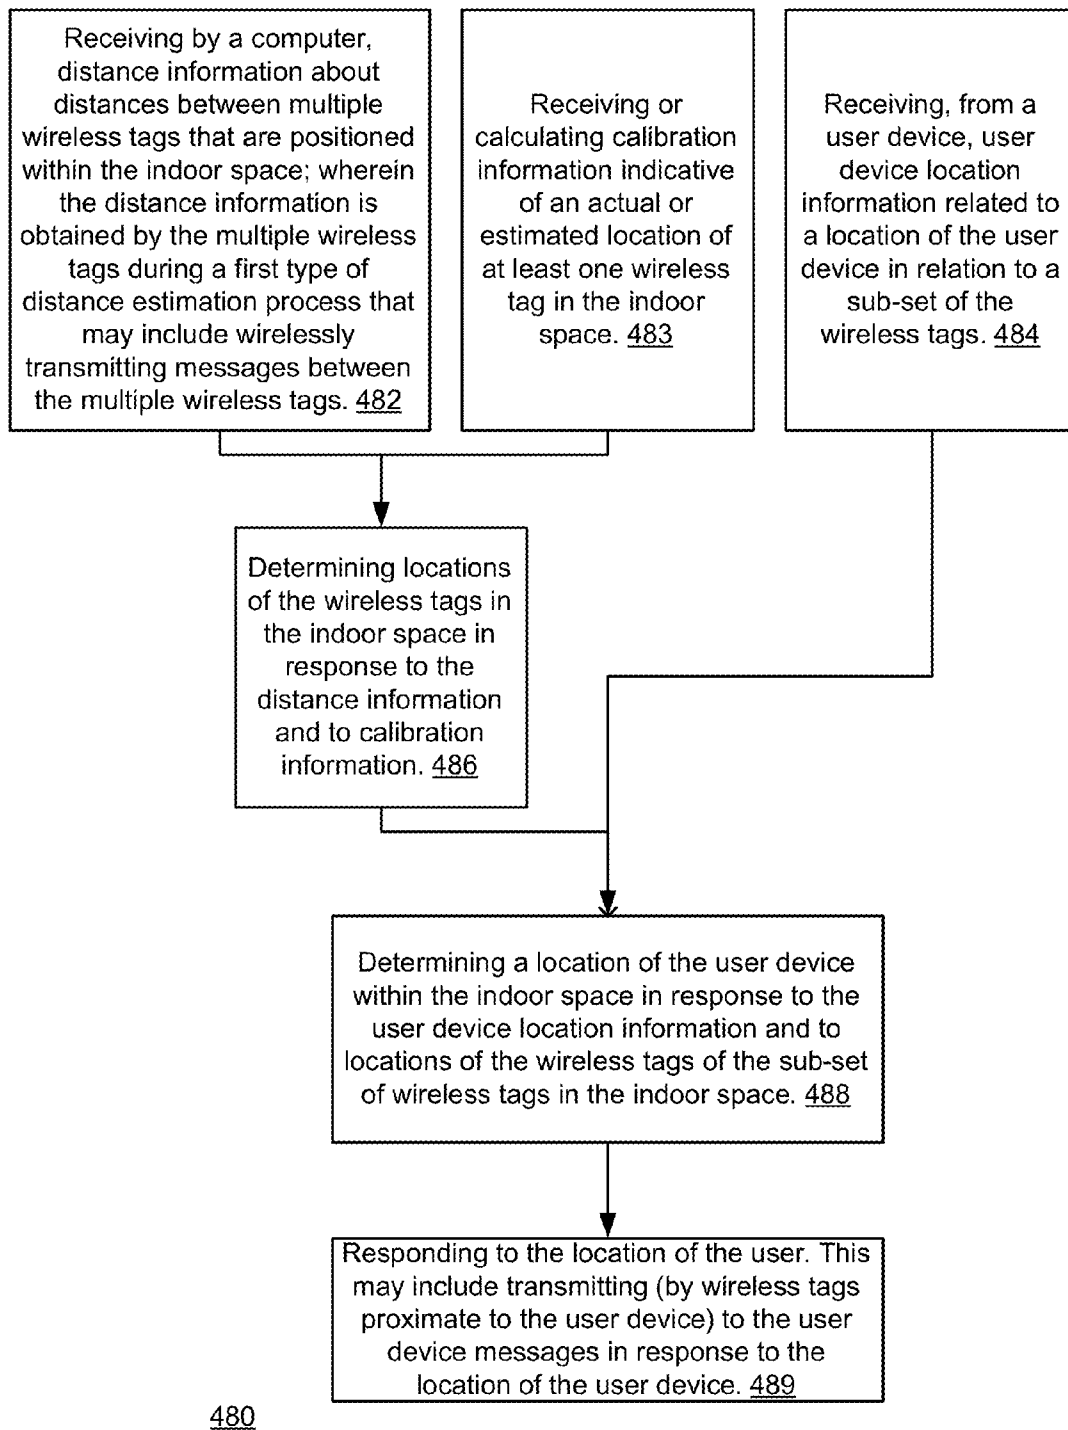 Receiving by a computer,
distance information about
distances between multiple
wireless tags that are positioned
within the indoor space; wherein
the distance information is
obtained by the multiple wireless
tags during a first type of
distance estimation process that
may include wirelessly
transmitting messages between
the multiple wireless tags. 482
Receiving or
calculating calibration
information indicative
of an actual or
estimated location of
at least one wireless
tag in the indoor
space. 483
Receiving, from a
user device, user
device location
information related to
a location of the user
device in relation to a
sub-set of the
wireless tags. 484
Determining locations
of the wireless tags in
the indoor space in
response to the
distance information
and to calibration
information. 486
Determining a location of the user device
within the indoor space in response to the
user device location information and to
locations of the wireless tags of the sub-set
of wireless tags in the indoor space. 488
Responding to the location of the user. This
may include transmitting (by wireless tags
proximate to the user device) to the user
device messages in response to the
location of the user device. 489
480